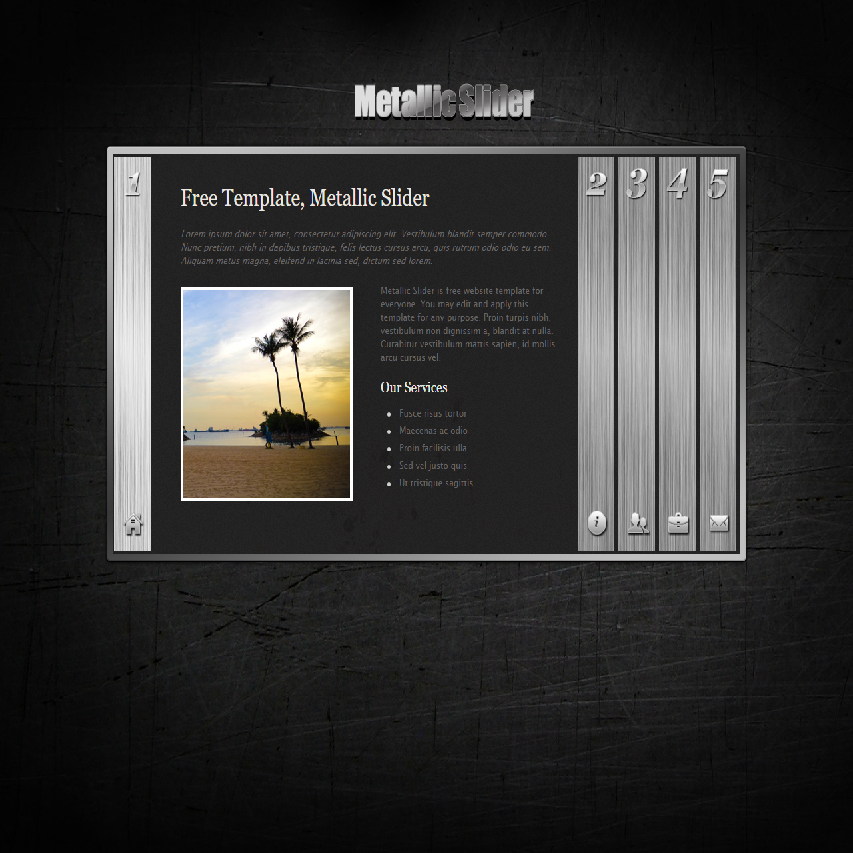 Metallic Slider
1
2
3
4
5
Free Template, Metallic Slider
Lorem ipsum dolor sit amet, consectetur adipiscing elit. Vestibulum blandit semper commodo.
Nunc pretium, nibh in dapibus tristique, felis lectus cursus arcu, quis rutrum odio odio eu sem.
Aliquam metus magna, eleifend in lacinia sed, dictum sed lorem.
Metallic Slider is free website template for
everyone. You may edit and apply this
template for any purpose. Proin turpis nibh,
vestibulum non dignissim a, blandit at nulla.
Curabitur vestibulum mattis sapien, id mollis
arcu cursus vel.
Our Services
Fusce risus tortor
Maecenas ac odio
Proin facilisis ulla
Sed vel justo quis
Ut tristique sagittis